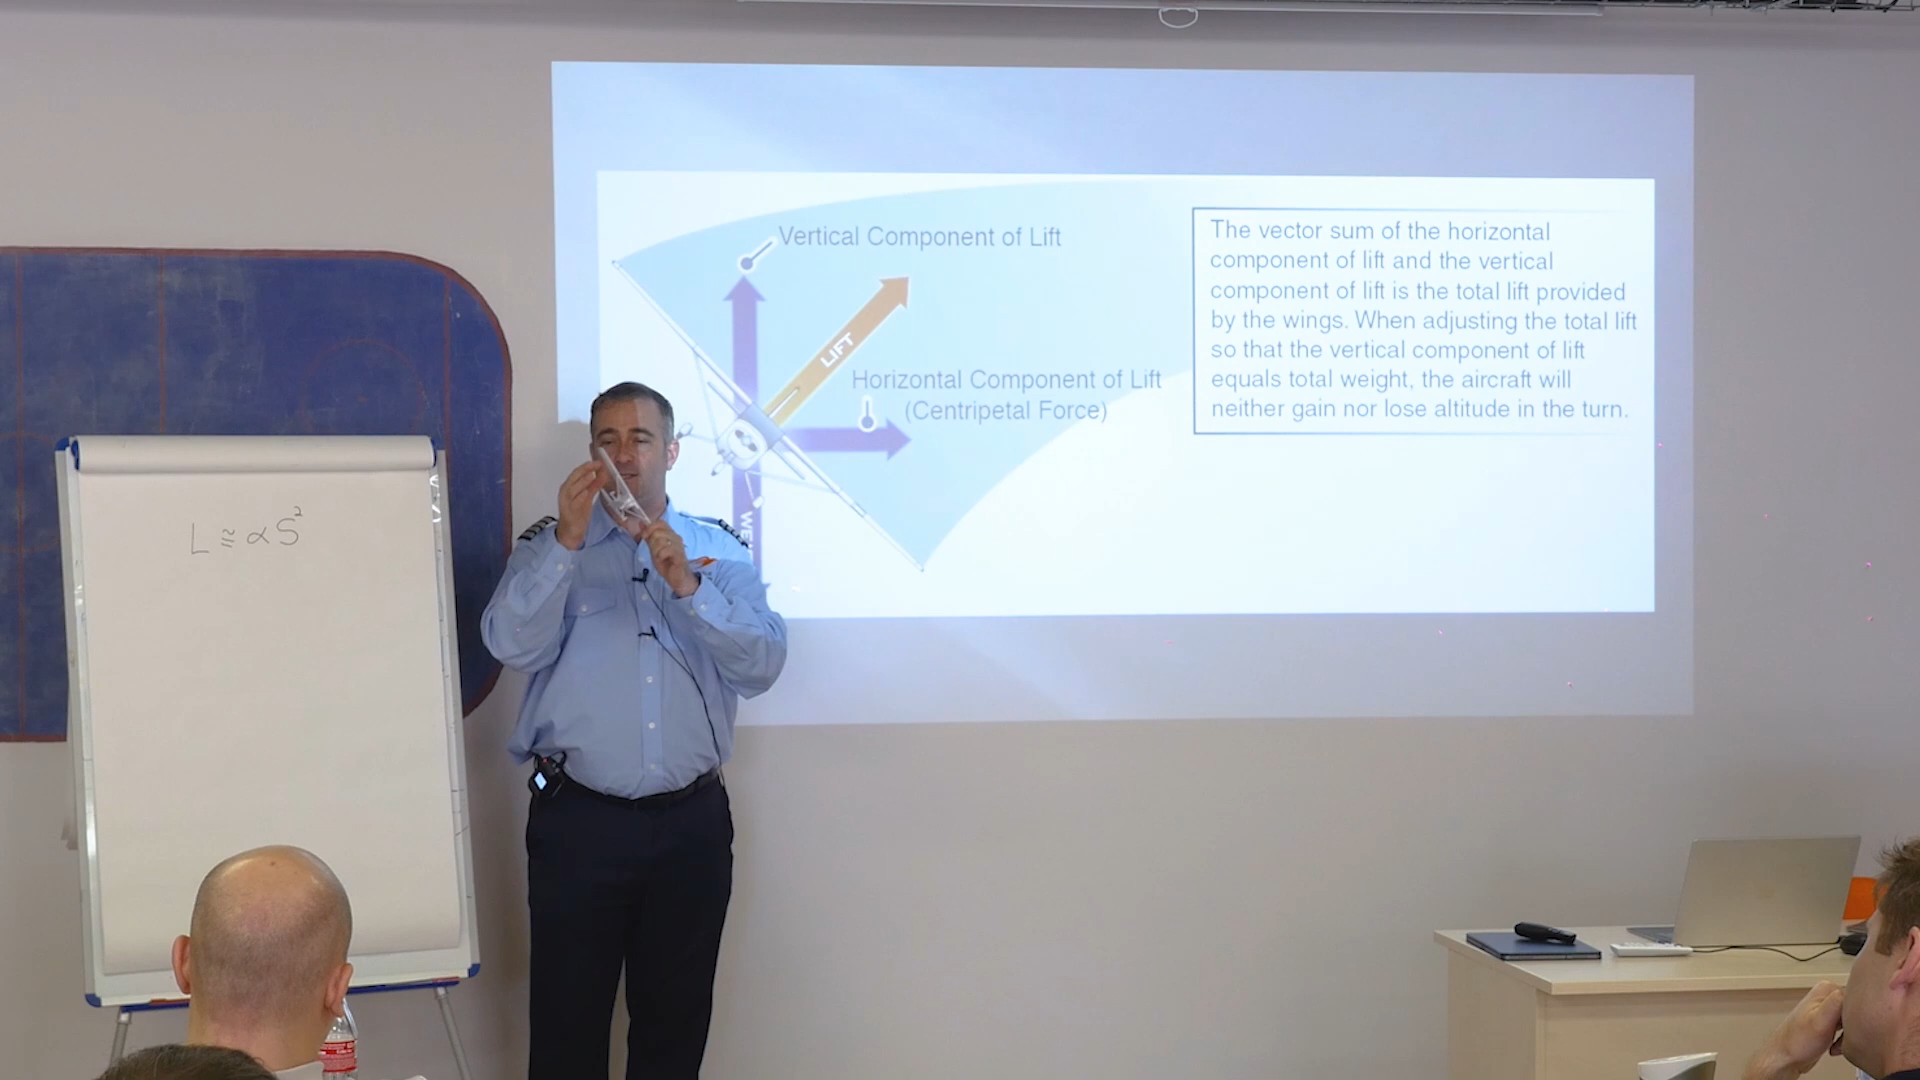 L ≅ αS²
Vertical Component of Lift
LIFT
Horizontal Component of Lift
(Centripetal Force)
The vector sum of the horizontal
component of lift and the vertical
component of lift is the total lift provided
by the wings. When adjusting the total lift
so that the vertical component of lift
equals total weight, the aircraft will
neither gain nor lose altitude in the turn.